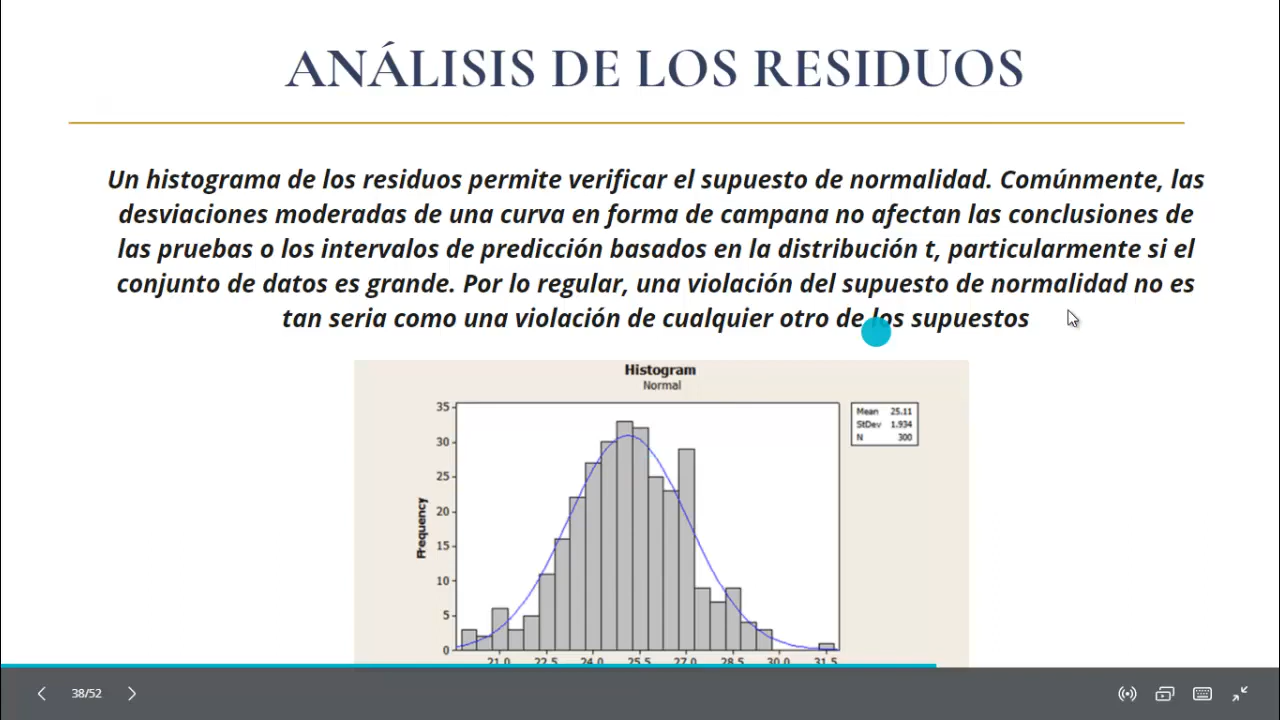 ANÁLISIS DE LOS RESIDUOS
Un histograma de los residuos permite verificar el supuesto de normalidad. Comúnmente, las
desviaciones moderadas de una curva en forma de campana no afectan las conclusiones de
las pruebas o los intervalos de predicción basados en la distribución t, particularmente si el
conjunto de datos es grande. Por lo regular, una violación del supuesto de normalidad no es
tan seria como una violación de cualquier otro de los supuestos
Histogram
Normal
35
30
25
20
15
10
5
0
Frequency
Mean 25.11
StDev 1.934
N 300
21.0 22.5 24.0 25.5 27.0 28.5 30.0 31.5
38/52